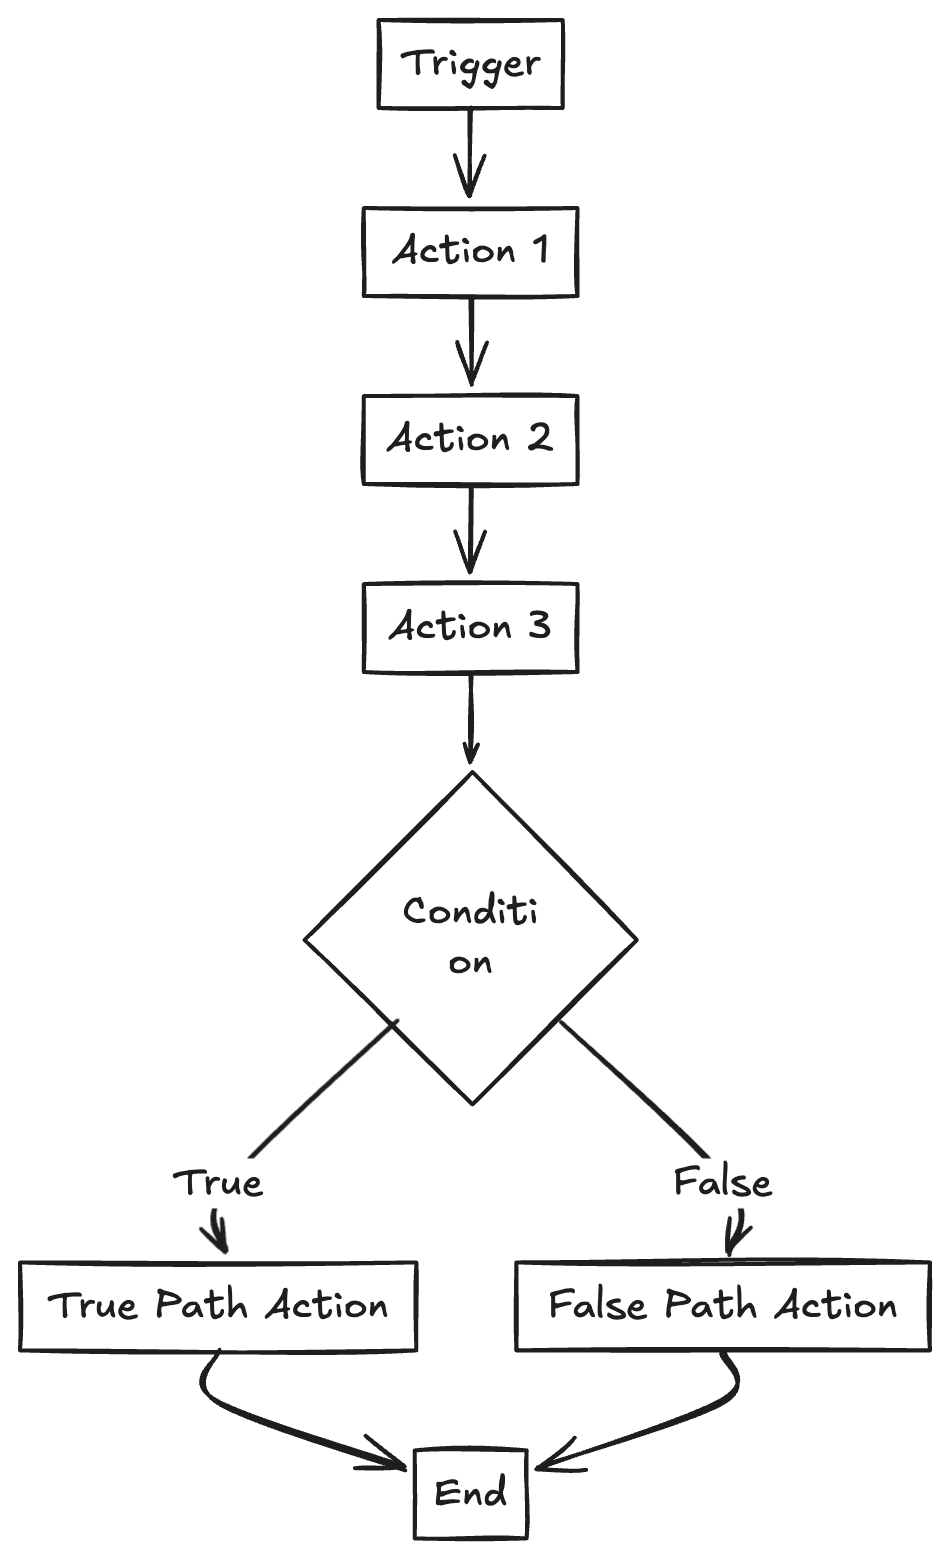 Trigger
Action 1
Action 2
Action 3
Conditi
on
True
False
True Path Action
False Path Action
End